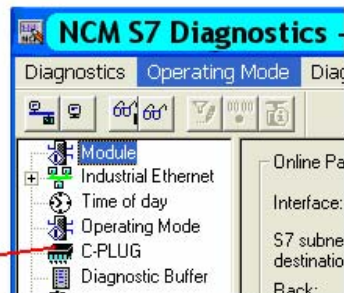 NCM S7 Diagnostics -
Diagnostics Operating Mode Diag
Module
Industrial Ethernet
Time of day
Operating Mode
C-PLUG
Diagnostic Buffer
Online Pa
Interface:
S7 subne
destinatio
Rack: